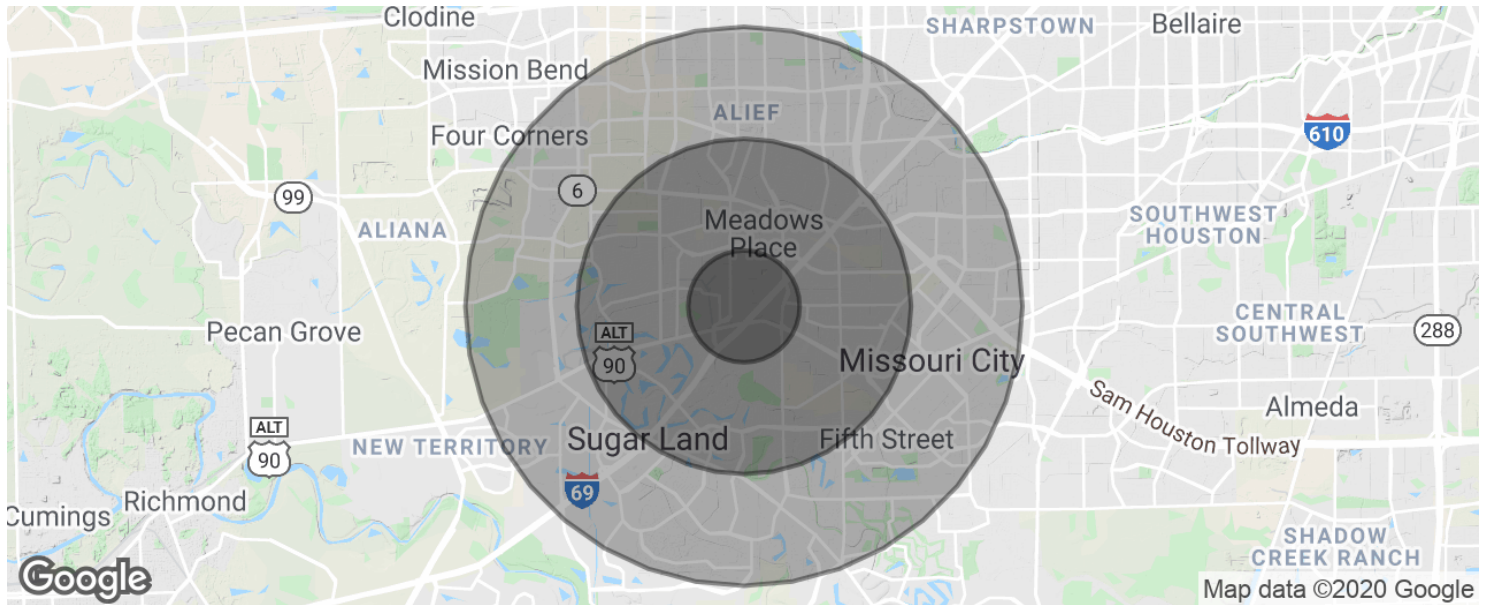 Clodine
SHARPSTOWN
Bellaire
Mission Bend
ALIEF
Four Corners
610
6
99
Meadows
Place
SOUTHWEST
HOUSTON
ALIANA
Pecan Grove
ALT
90
CENTRAL
SOUTHWEST
288
Missouri City
Sam Houston Tollway
Almeda
ALT
90
NEW TERRITORY
Sugar Land
Fifth Street
69
Richmond
Cumings
SHADOW
CREEK RANCH
Google
Map data ©2020 Google